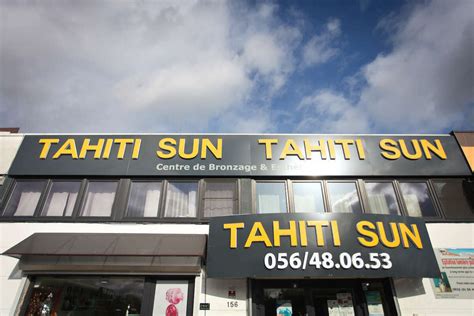 TAHITI SUN TAHITI SUN
Centre de Bronzage &
TAHITI SUN
056/48.06.53
156